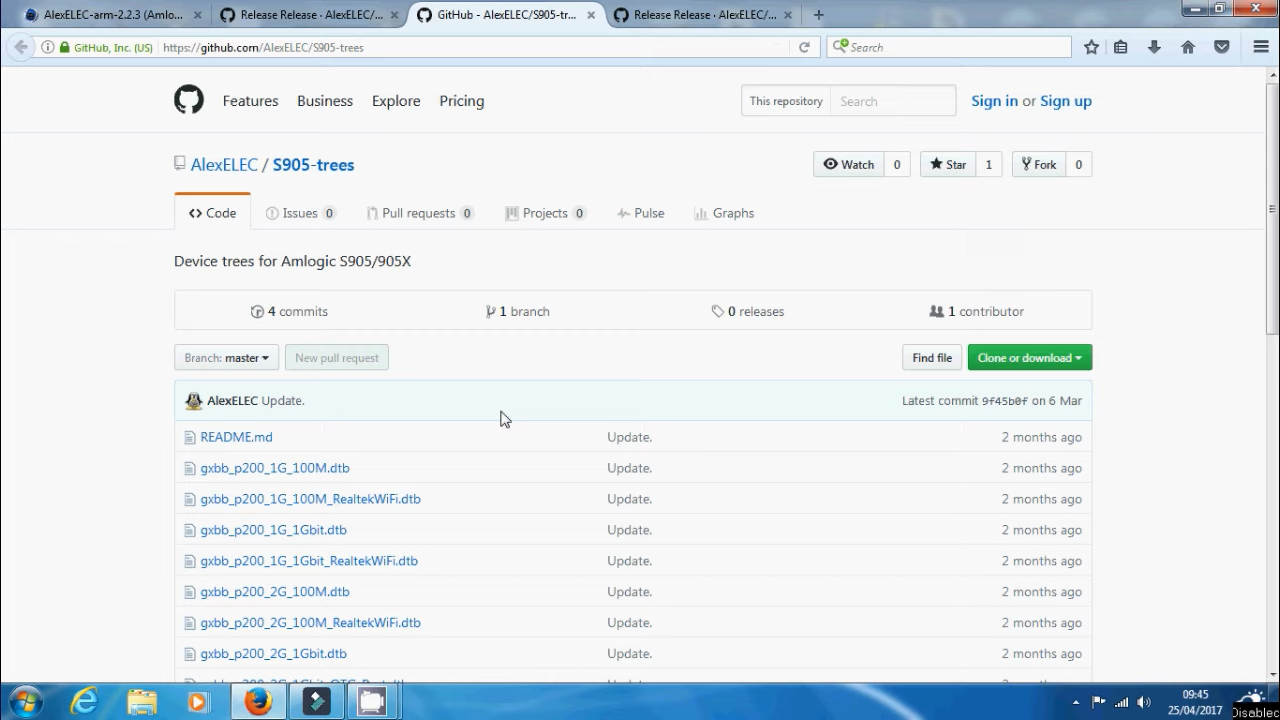 AlexELEC-arm-2.2.3 (Amlo...
Release Release · AlexELEC/...
GitHub - AlexELEC/S905-tr...
Release Release · AlexELEC/...
GitHub, Inc. (US)
https://github.com/AlexELEC/S905-trees
Search
Features
Business
Explore
Pricing
This repository
Search
Sign in or Sign up
AlexELEC / S905-trees
Watch 0
Star 1
Fork 0
<> Code
Issues 0
Pull requests 0
Projects 0
Pulse
Graphs
Device trees for Amlogic S905/905X
4 commits
1 branch
0 releases
1 contributor
Branch: master
New pull request
Find file
Clone or download
AlexELEC Update.
Latest commit 9f45b0f on 6 Mar
README.md Update. 2 months ago
gxbb_p200_1G_100M.dtb Update. 2 months ago
gxbb_p200_1G_100M_RealtekWiFi.dtb Update. 2 months ago
gxbb_p200_1G_1Gbit.dtb Update. 2 months ago
gxbb_p200_1G_1Gbit_RealtekWiFi.dtb Update. 2 months ago
gxbb_p200_2G_100M.dtb Update. 2 months ago
gxbb_p200_2G_100M_RealtekWiFi.dtb Update. 2 months ago
gxbb_p200_2G_1Gbit.dtb Update. 2 months ago
09:45
25/04/2017
Disabled